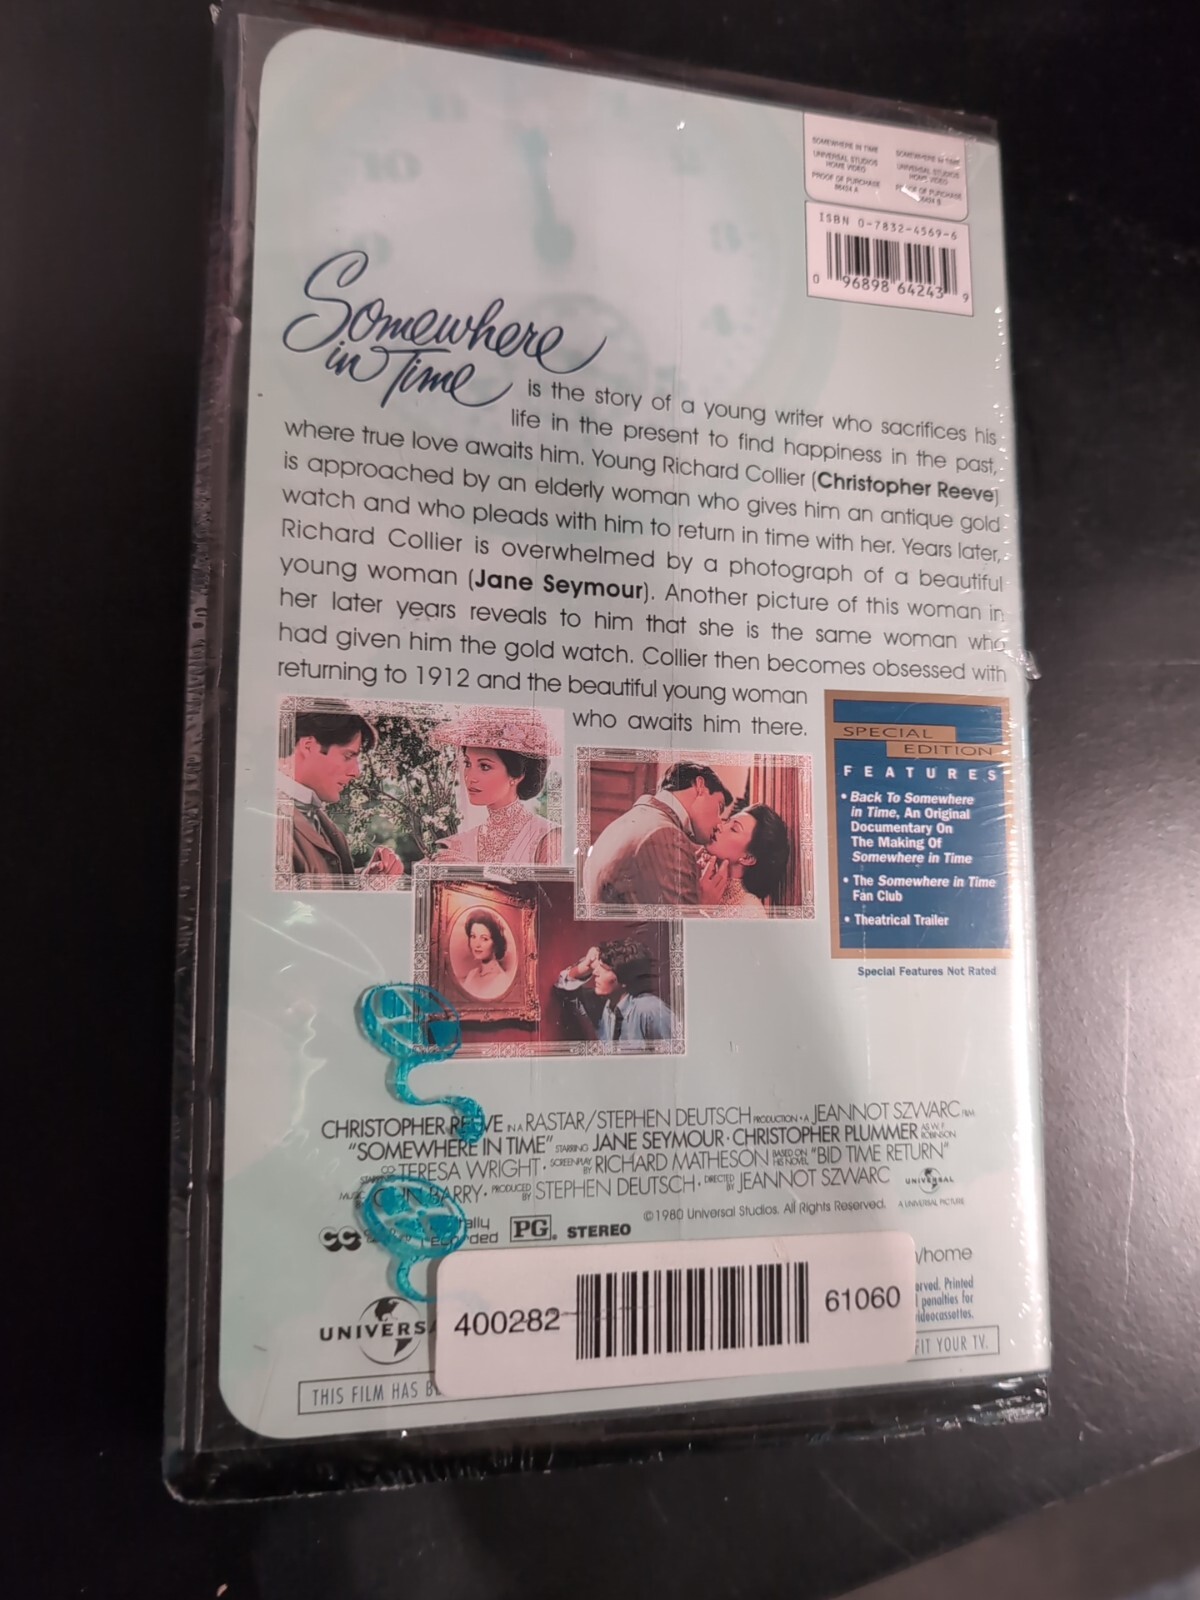 SOMEWHERE IN TIME
UNIVERSAL STUDIOS
HOME VIDEO
PROOF OF PURCHASE
SOMEWHERE IN TIME
UNIVERSAL STUDIOS
HOME VIDEO
PROOF OF PURCHASE
ISBN 0-7832-4569-6
0 96898 64243 9
Somewhere
in Time is the story of a young writer who sacrifices his
life in the present to find happiness in the past,
where true love awaits him. Young Richard Collier (Christopher Reeve)
is approached by an elderly woman who gives him an antique gold
watch and who pleads with him to return in time with her. Years later,
Richard Collier is overwhelmed by a photograph of a beautiful
young woman (Jane Seymour). Another picture of this woman in
her later years reveals to him that she is the same woman who
had given him the gold watch. Collier then becomes obsessed with
returning to 1912 and the beautiful young woman
who awaits him there.
SPECIAL
EDITION
FEATURES
• Back To Somewhere
in Time, An Original
Documentary On
The Making Of
Somewhere in Time
• The Somewhere in Time
Fan Club
• Theatrical Trailer
Special Features Not Rated
CHRISTOPHER REEVE IN A RASTAR/STEPHEN DEUTSCH PRODUCTION · A JEANNOT SZWARC FILM
"SOMEWHERE IN TIME" STARRING JANE SEYMOUR · CHRISTOPHER PLUMMER AS W.F. ROBINSON
TERESA WRIGHT · SCREENPLAY BY RICHARD MATHESON BASED ON HIS NOVEL "BID TIME RETURN"
MUSIC BARRY · PRODUCED BY STEPHEN DEUTSCH · DIRECTED BY JEANNOT SZWARC UNIVERSAL
©1980 Universal Studios. All Rights Reserved. A UNIVERSAL PICTURE
CC PG STEREO
/home
Printed
penalties for
videocassettes.
UNIVERSA
400282 61060
THIS FILM HAS B
FIT YOUR TV.